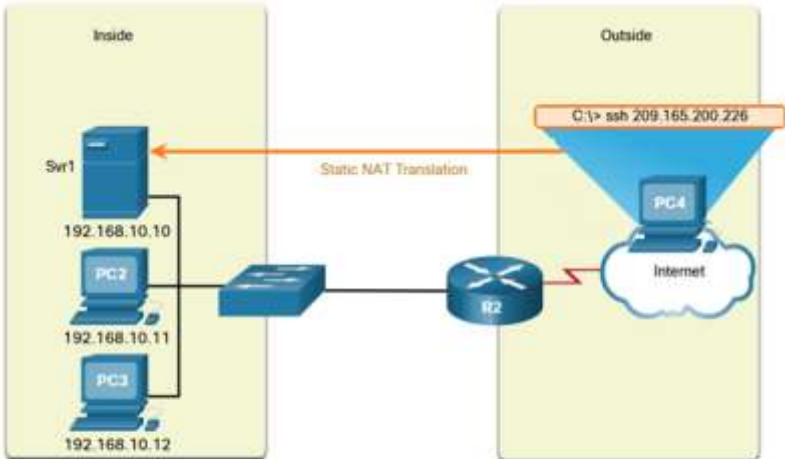 Inside
Outside
C:\> ssh 209.165.200.226
Static NAT Translation
Svr1
192.168.10.10
PC4
Internet
PC2
192.168.10.11
R2
PC3
192.168.10.12